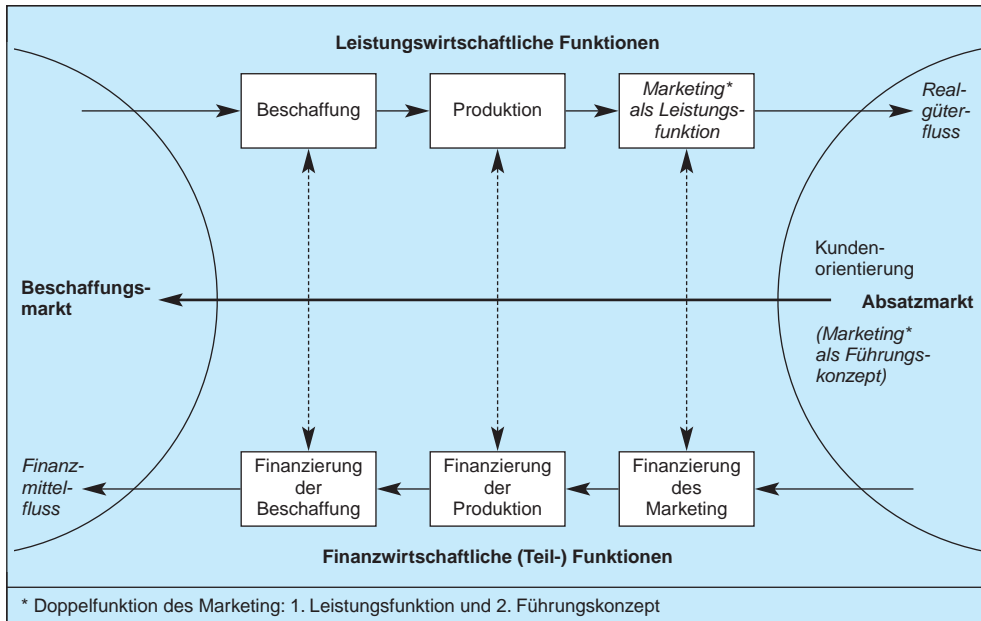 Leistungswirtschaftliche Funktionen
Beschaffung
Produktion
Marketing*
als Leistungs-
funktion
Real-
güter-
fluss
Beschaffungs-
markt
Kunden-
orientierung
Absatzmarkt
(Marketing*
als Führungs-
konzept)
Finanz-
mittel-
fluss
Finanzierung
der
Beschaffung
Finanzierung
der
Produktion
Finanzierung
des
Marketing
Finanzwirtschaftliche (Teil-) Funktionen
* Doppelfunktion des Marketing: 1. Leistungsfunktion und 2. Führungskonzept